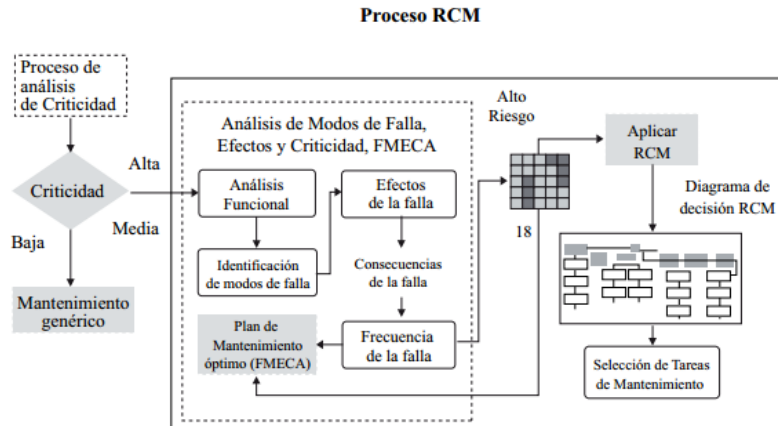 Proceso RCM
Proceso de
análisis
de Criticidad
Criticidad
Alta
Media
Baja
Mantenimiento
genérico
Análisis de Modos de Falla,
Efectos y Criticidad, FMECA
Análisis
Funcional
Identificación
de modos de falla
Efectos
de la falla
Consecuencias
de la falla
Frecuencia
de la falla
Plan de
Mantenimiento
óptimo (FMECA)
Alto
Riesgo
18
Aplicar
RCM
Diagrama de
decisión RCM
Selección de Tareas
de Mantenimiento